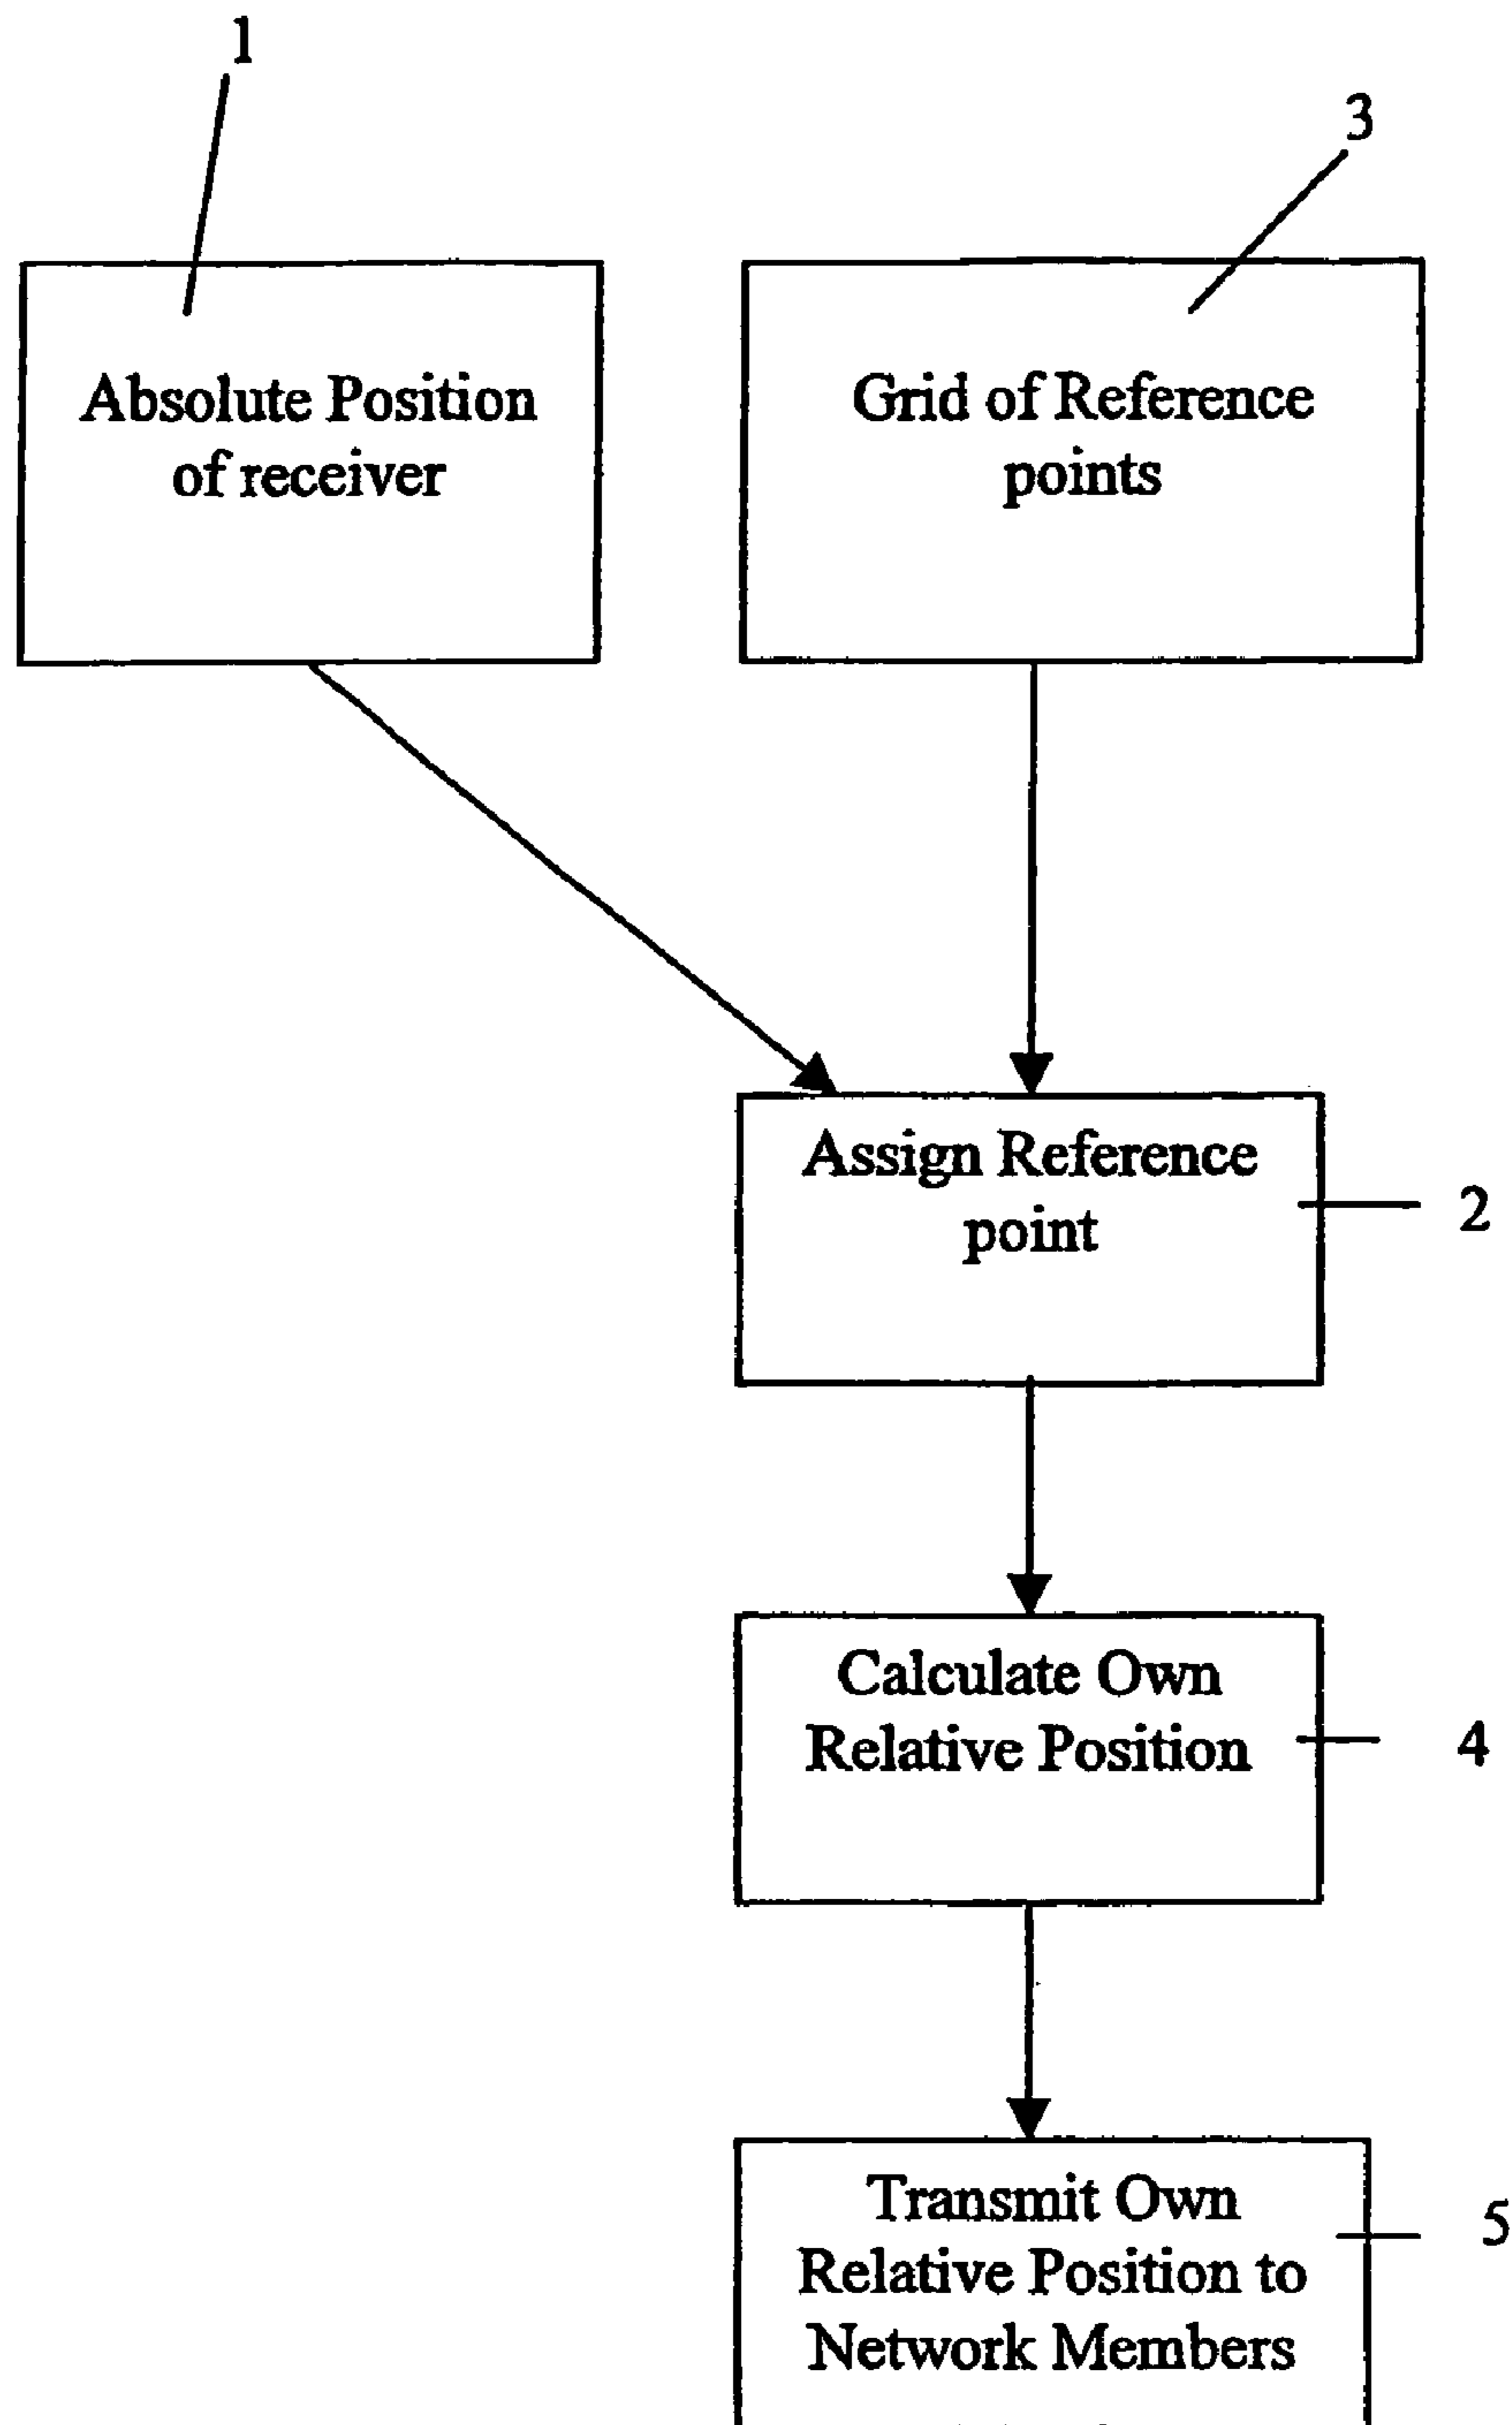 1
3
Absolute Position
of receiver
Grid of Reference
points
Assign Reference
point
2
Calculate Own
Relative Position
4
Transmit Own
Relative Position to
Network Members
5